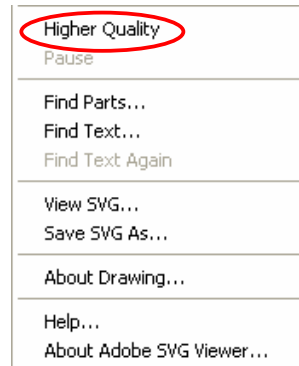 Higher Quality
Pause
Find Parts...
Find Text...
Find Text Again
View SVG...
Save SVG As...
About Drawing...
Help...
About Adobe SVG Viewer...